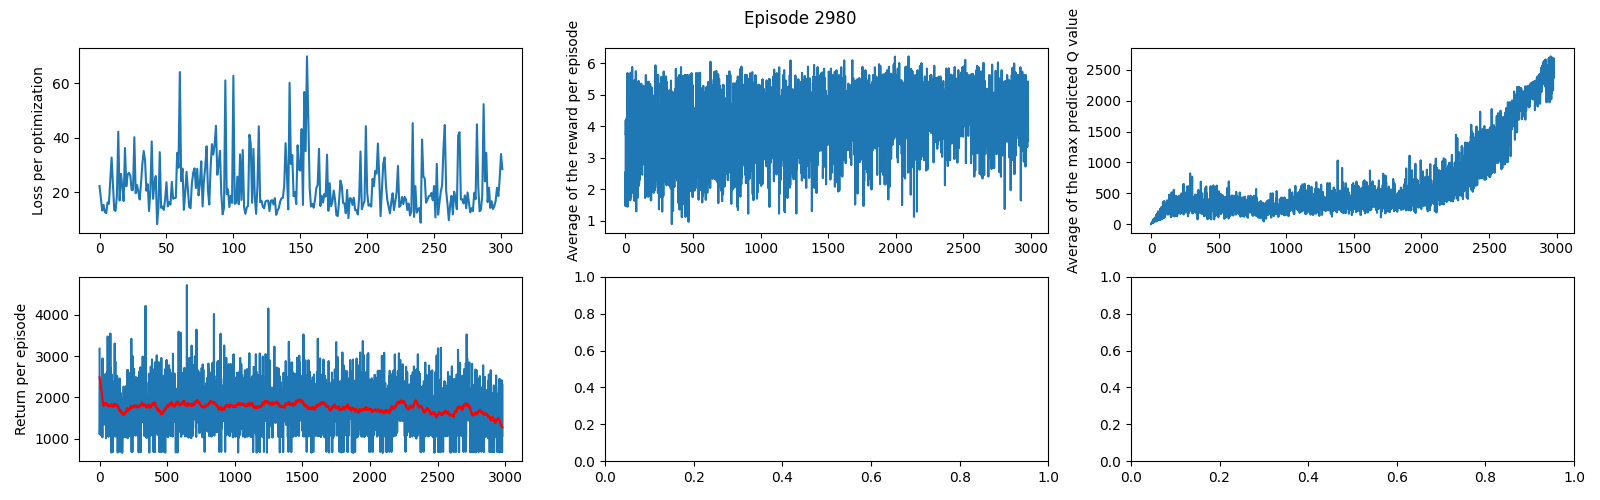 Episode 2980
Loss per optimization
60
40
20
0 50 100 150 200 250 300
Average of the reward per episode
6
5
4
3
2
1
0 500 1000 1500 2000 2500 3000
Average of the max predicted Q value
2500
2000
1500
1000
500
0
0 500 1000 1500 2000 2500 3000
Return per episode
4000
3000
2000
1000
0 500 1000 1500 2000 2500 3000
1.0
0.8
0.6
0.4
0.2
0.0
0.0 0.2 0.4 0.6 0.8 1.0
1.0
0.8
0.6
0.4
0.2
0.0
0.0 0.2 0.4 0.6 0.8 1.0